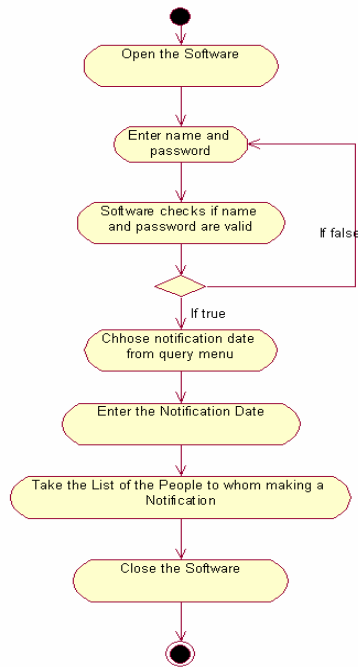 Open the Software
Enter name and
password
Software checks if name
and password are valid
If false
If true
Chhose notification date
from query menu
Enter the Notification Date
Take the List of the People to whom making a
Notification
Close the Software